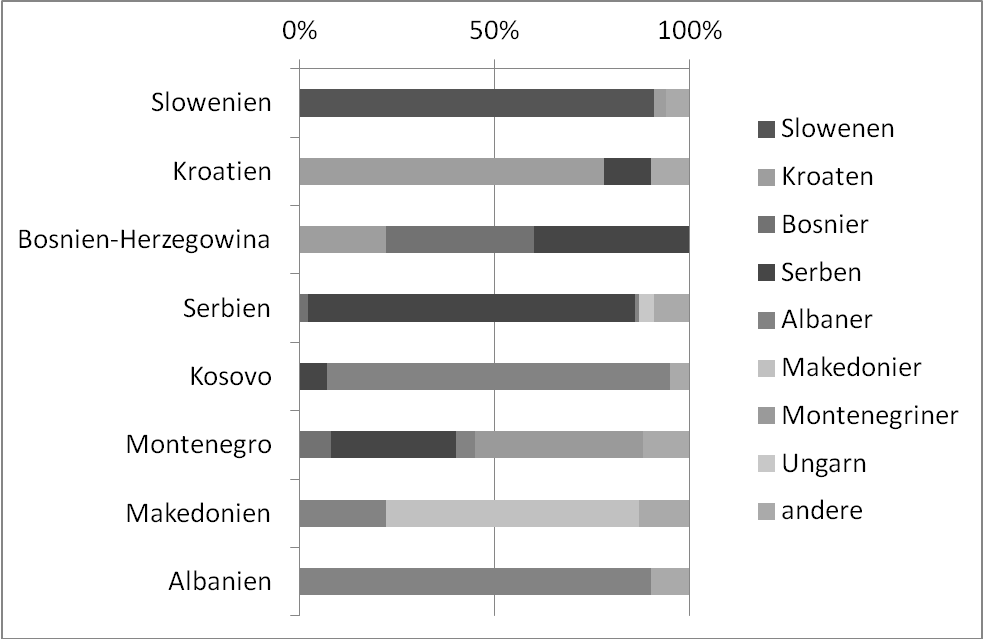 0% 50% 100%
Slowenien
Kroatien
Bosnien-Herzegowina
Serbien
Kosovo
Montenegro
Makedonien
Albanien
Slowenen
Kroaten
Bosnier
Serben
Albaner
Makedonier
Montenegriner
Ungarn
andere